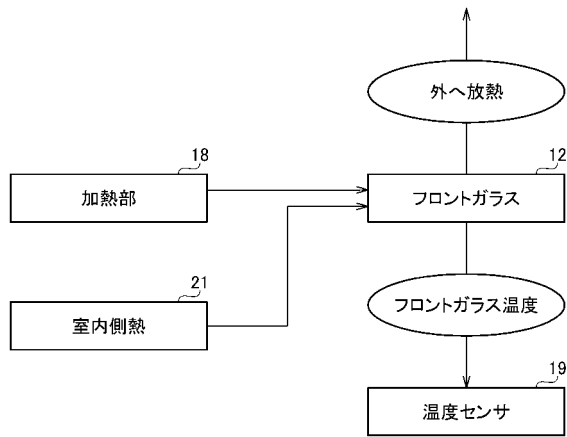 外へ放熱
18
加熱部
12
フロントガラス
21
室内側熱
フロントガラス温度
19
温度センサ